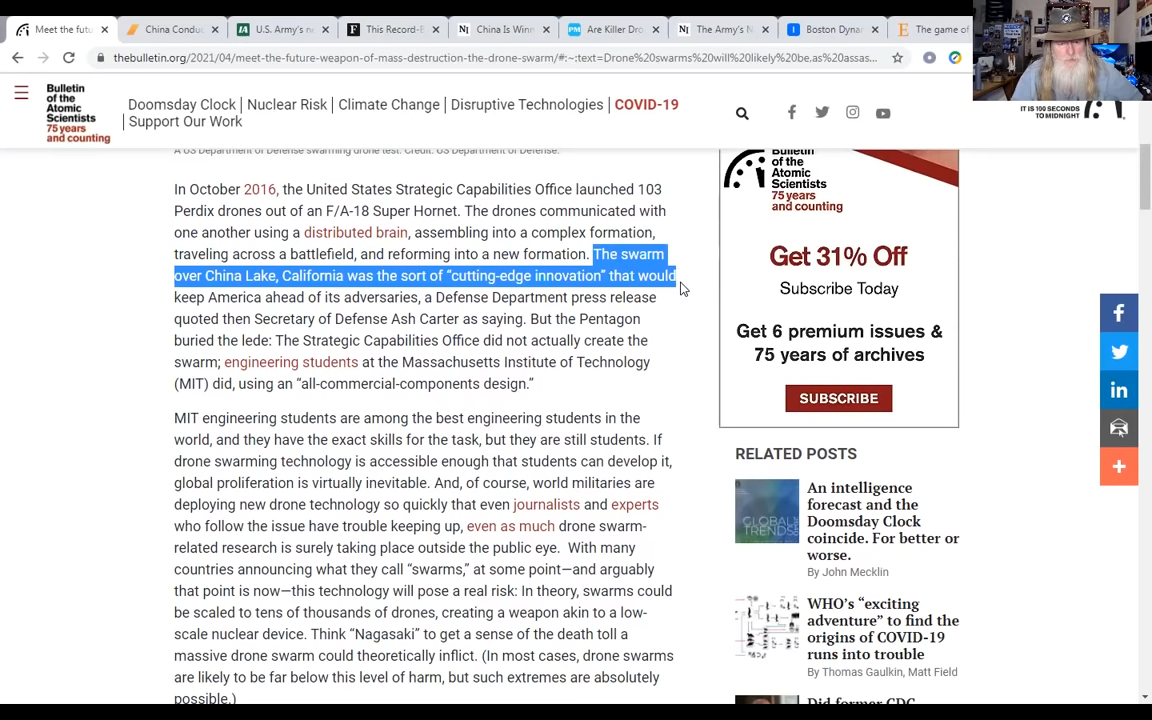 Meet the futu
China Condu
U.S. Army's ne
This Record-B
China Is Winn
Are Killer Dro
The Army's N
Boston Dynar
The game of
thebulletin.org/2021/04/meet-the-future-weapon-of-mass-destruction-the-drone-swarm/#:~:text=Drone%20swarms%20will%20likely%20be,as%20assas...
Bulletin
of the
Atomic
Scientists
75 years
and counting
Doomsday Clock | Nuclear Risk | Climate Change | Disruptive Technologies | COVID-19
| Support Our Work
IT IS 100 SECONDS
TO MIDNIGHT
A US Department of Defense swarming drone test. Credit: US Department of Defense.
In October 2016, the United States Strategic Capabilities Office launched 103
Perdix drones out of an F/A-18 Super Hornet. The drones communicated with
one another using a distributed brain, assembling into a complex formation,
traveling across a battlefield, and reforming into a new formation. The swarm
over China Lake, California was the sort of “cutting-edge innovation” that would
keep America ahead of its adversaries, a Defense Department press release
quoted then Secretary of Defense Ash Carter as saying. But the Pentagon
buried the lede: The Strategic Capabilities Office did not actually create the
swarm; engineering students at the Massachusetts Institute of Technology
(MIT) did, using an “all-commercial-components design.”
MIT engineering students are among the best engineering students in the
world, and they have the exact skills for the task, but they are still students. If
drone swarming technology is accessible enough that students can develop it,
global proliferation is virtually inevitable. And, of course, world militaries are
deploying new drone technology so quickly that even journalists and experts
who follow the issue have trouble keeping up, even as much drone swarm-
related research is surely taking place outside the public eye.  With many
countries announcing what they call “swarms,” at some point—and arguably
that point is now—this technology will pose a real risk: In theory, swarms could
be scaled to tens of thousands of drones, creating a weapon akin to a low-
scale nuclear device. Think “Nagasaki” to get a sense of the death toll a
massive drone swarm could theoretically inflict. (In most cases, drone swarms
are likely to be far below this level of harm, but such extremes are absolutely
possible.)
Bulletin
of the
Atomic
Scientists
75 years
and counting
Get 31% Off
Subscribe Today
Get 6 premium issues &
75 years of archives
SUBSCRIBE
RELATED POSTS
GLOBAL
TRENDS
An intelligence
forecast and the
Doomsday Clock
coincide. For better or
worse.
By John Mecklin
WHO’s “exciting
adventure” to find the
origins of COVID-19
runs into trouble
By Thomas Gaulkin, Matt Field
Did former CDC